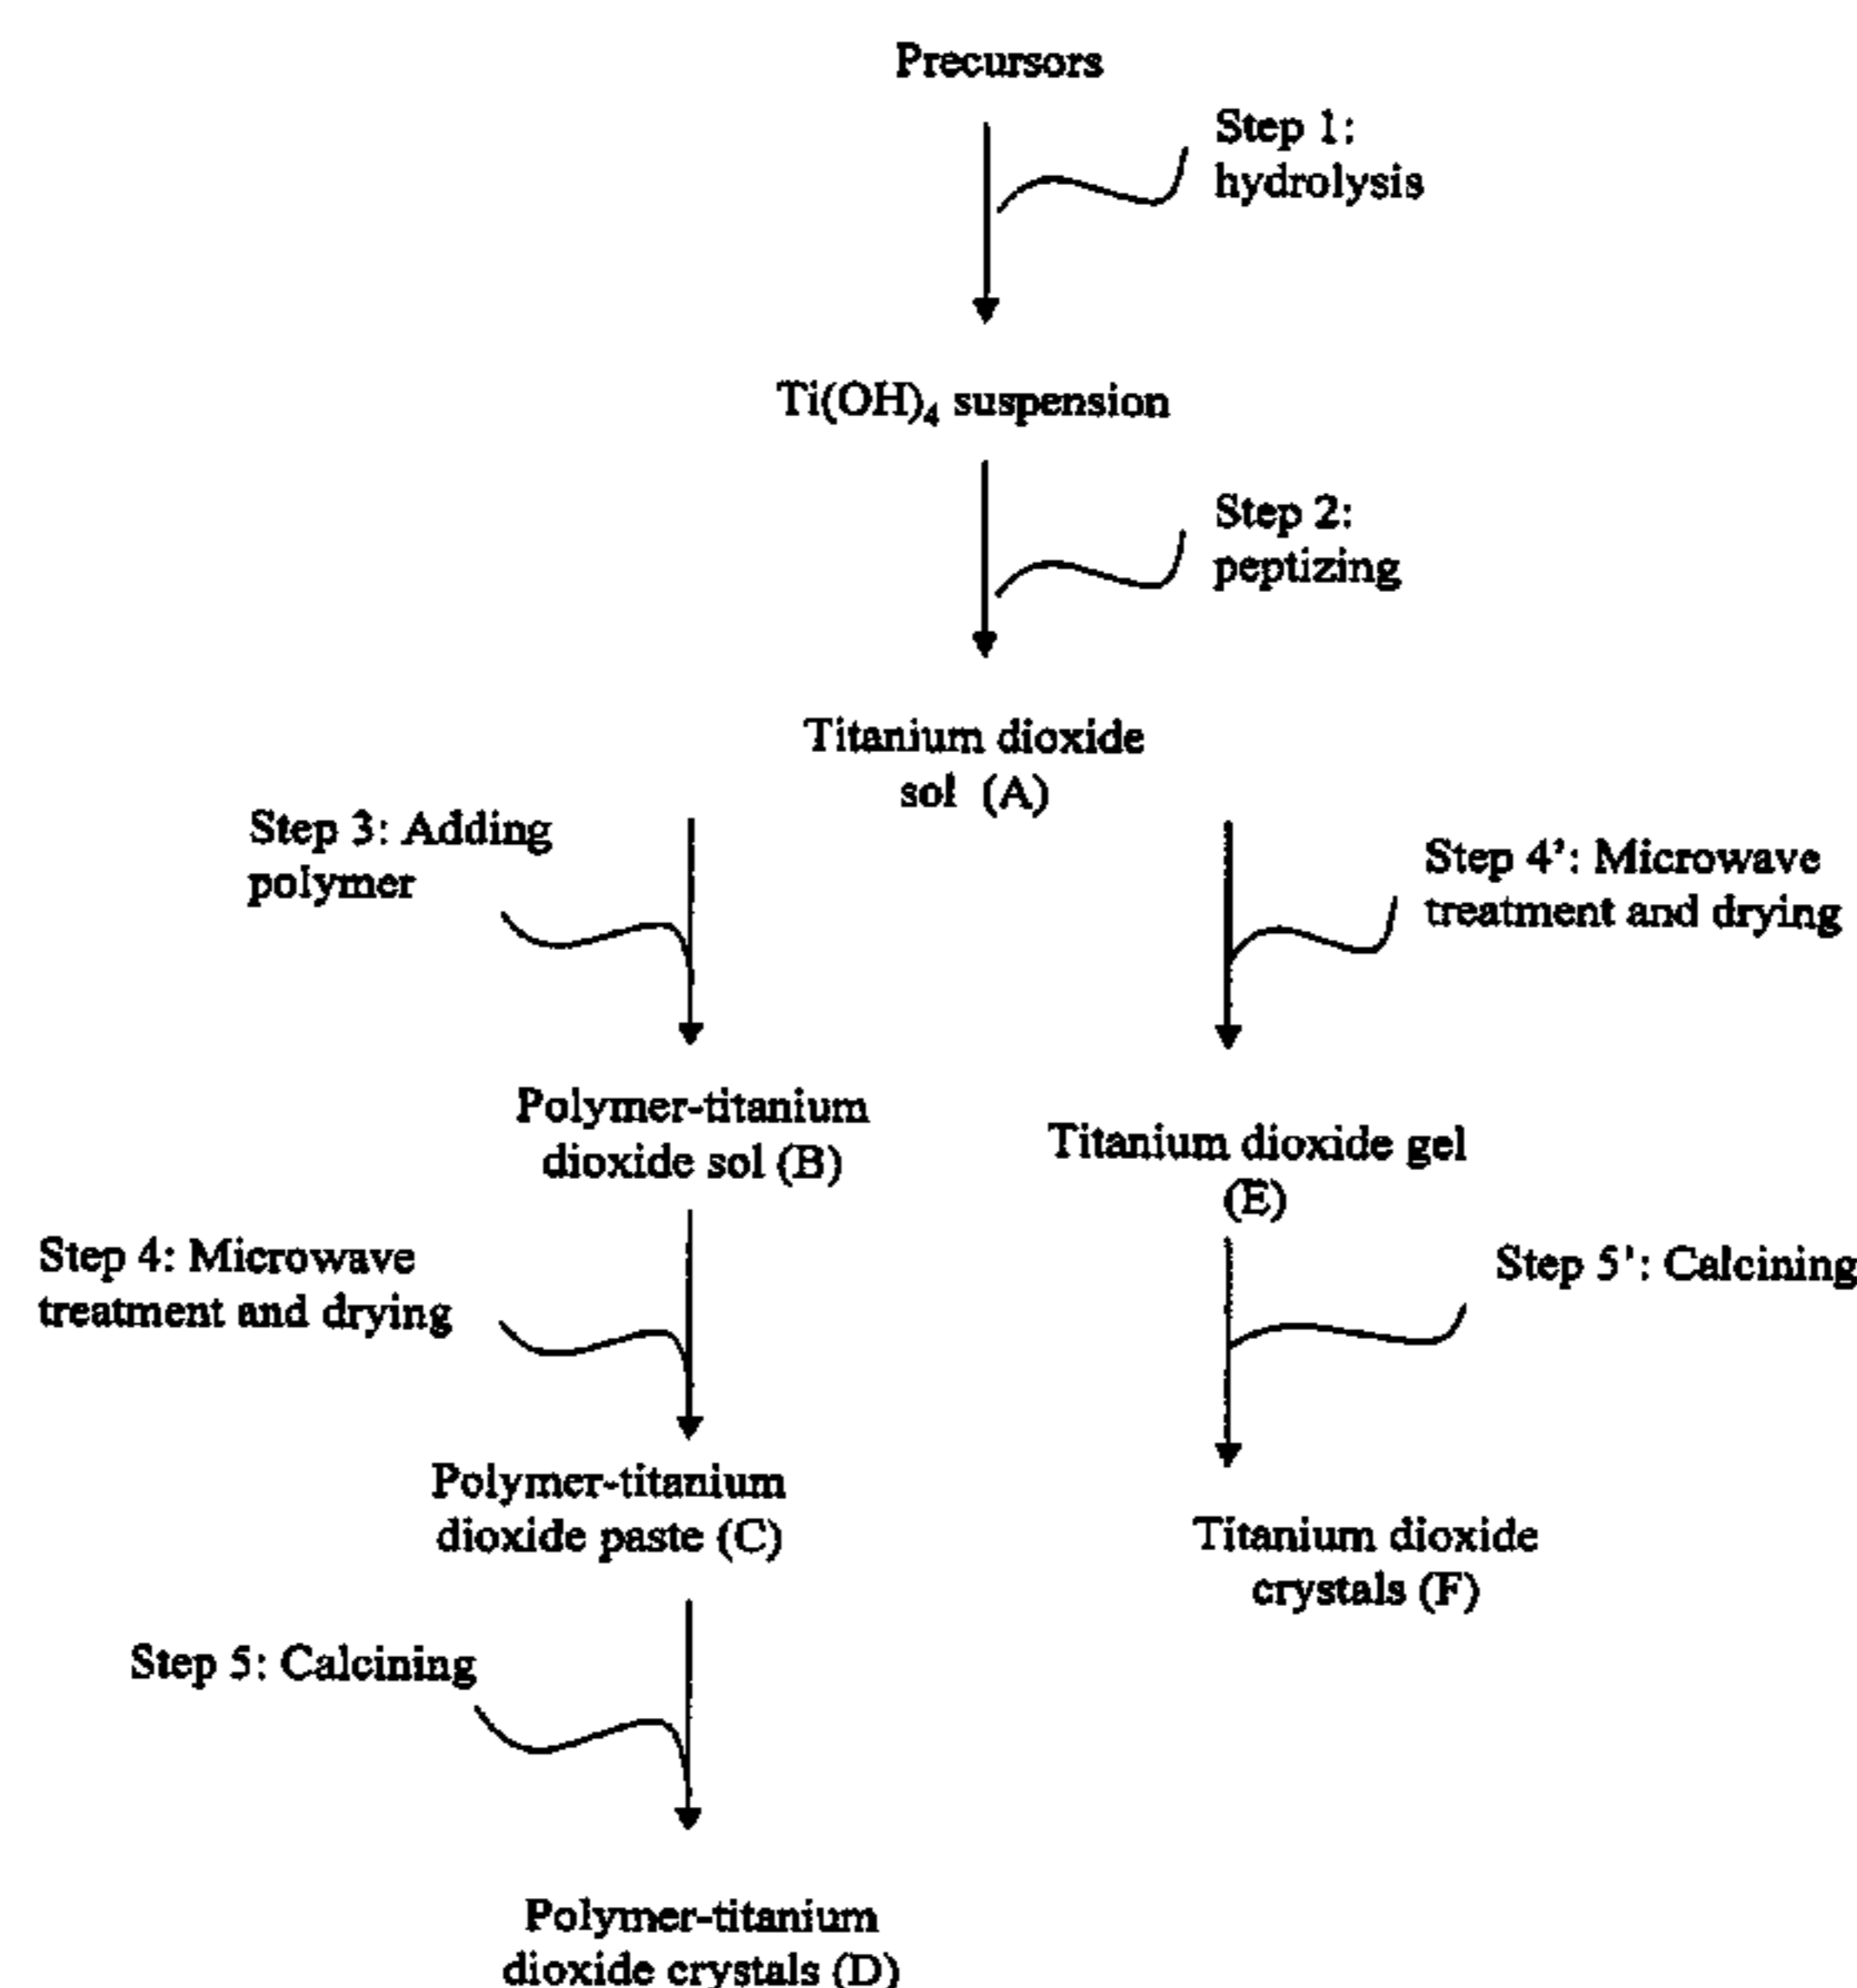 Precursors
Step 1:
hydrolysis
Ti(OH)₄ suspension
Step 2:
peptizing
Titanium dioxide
sol (A)
Step 3: Adding
polymer
Step 4’: Microwave
treatment and drying
Polymer-titanium
dioxide sol (B)
Titanium dioxide gel
(E)
Step 4: Microwave
treatment and drying
Step 5': Calcining
Polymer-titanium
dioxide paste (C)
Titanium dioxide
crystals (F)
Step 5: Calcining
Polymer-titanium
dioxide crystals (D)